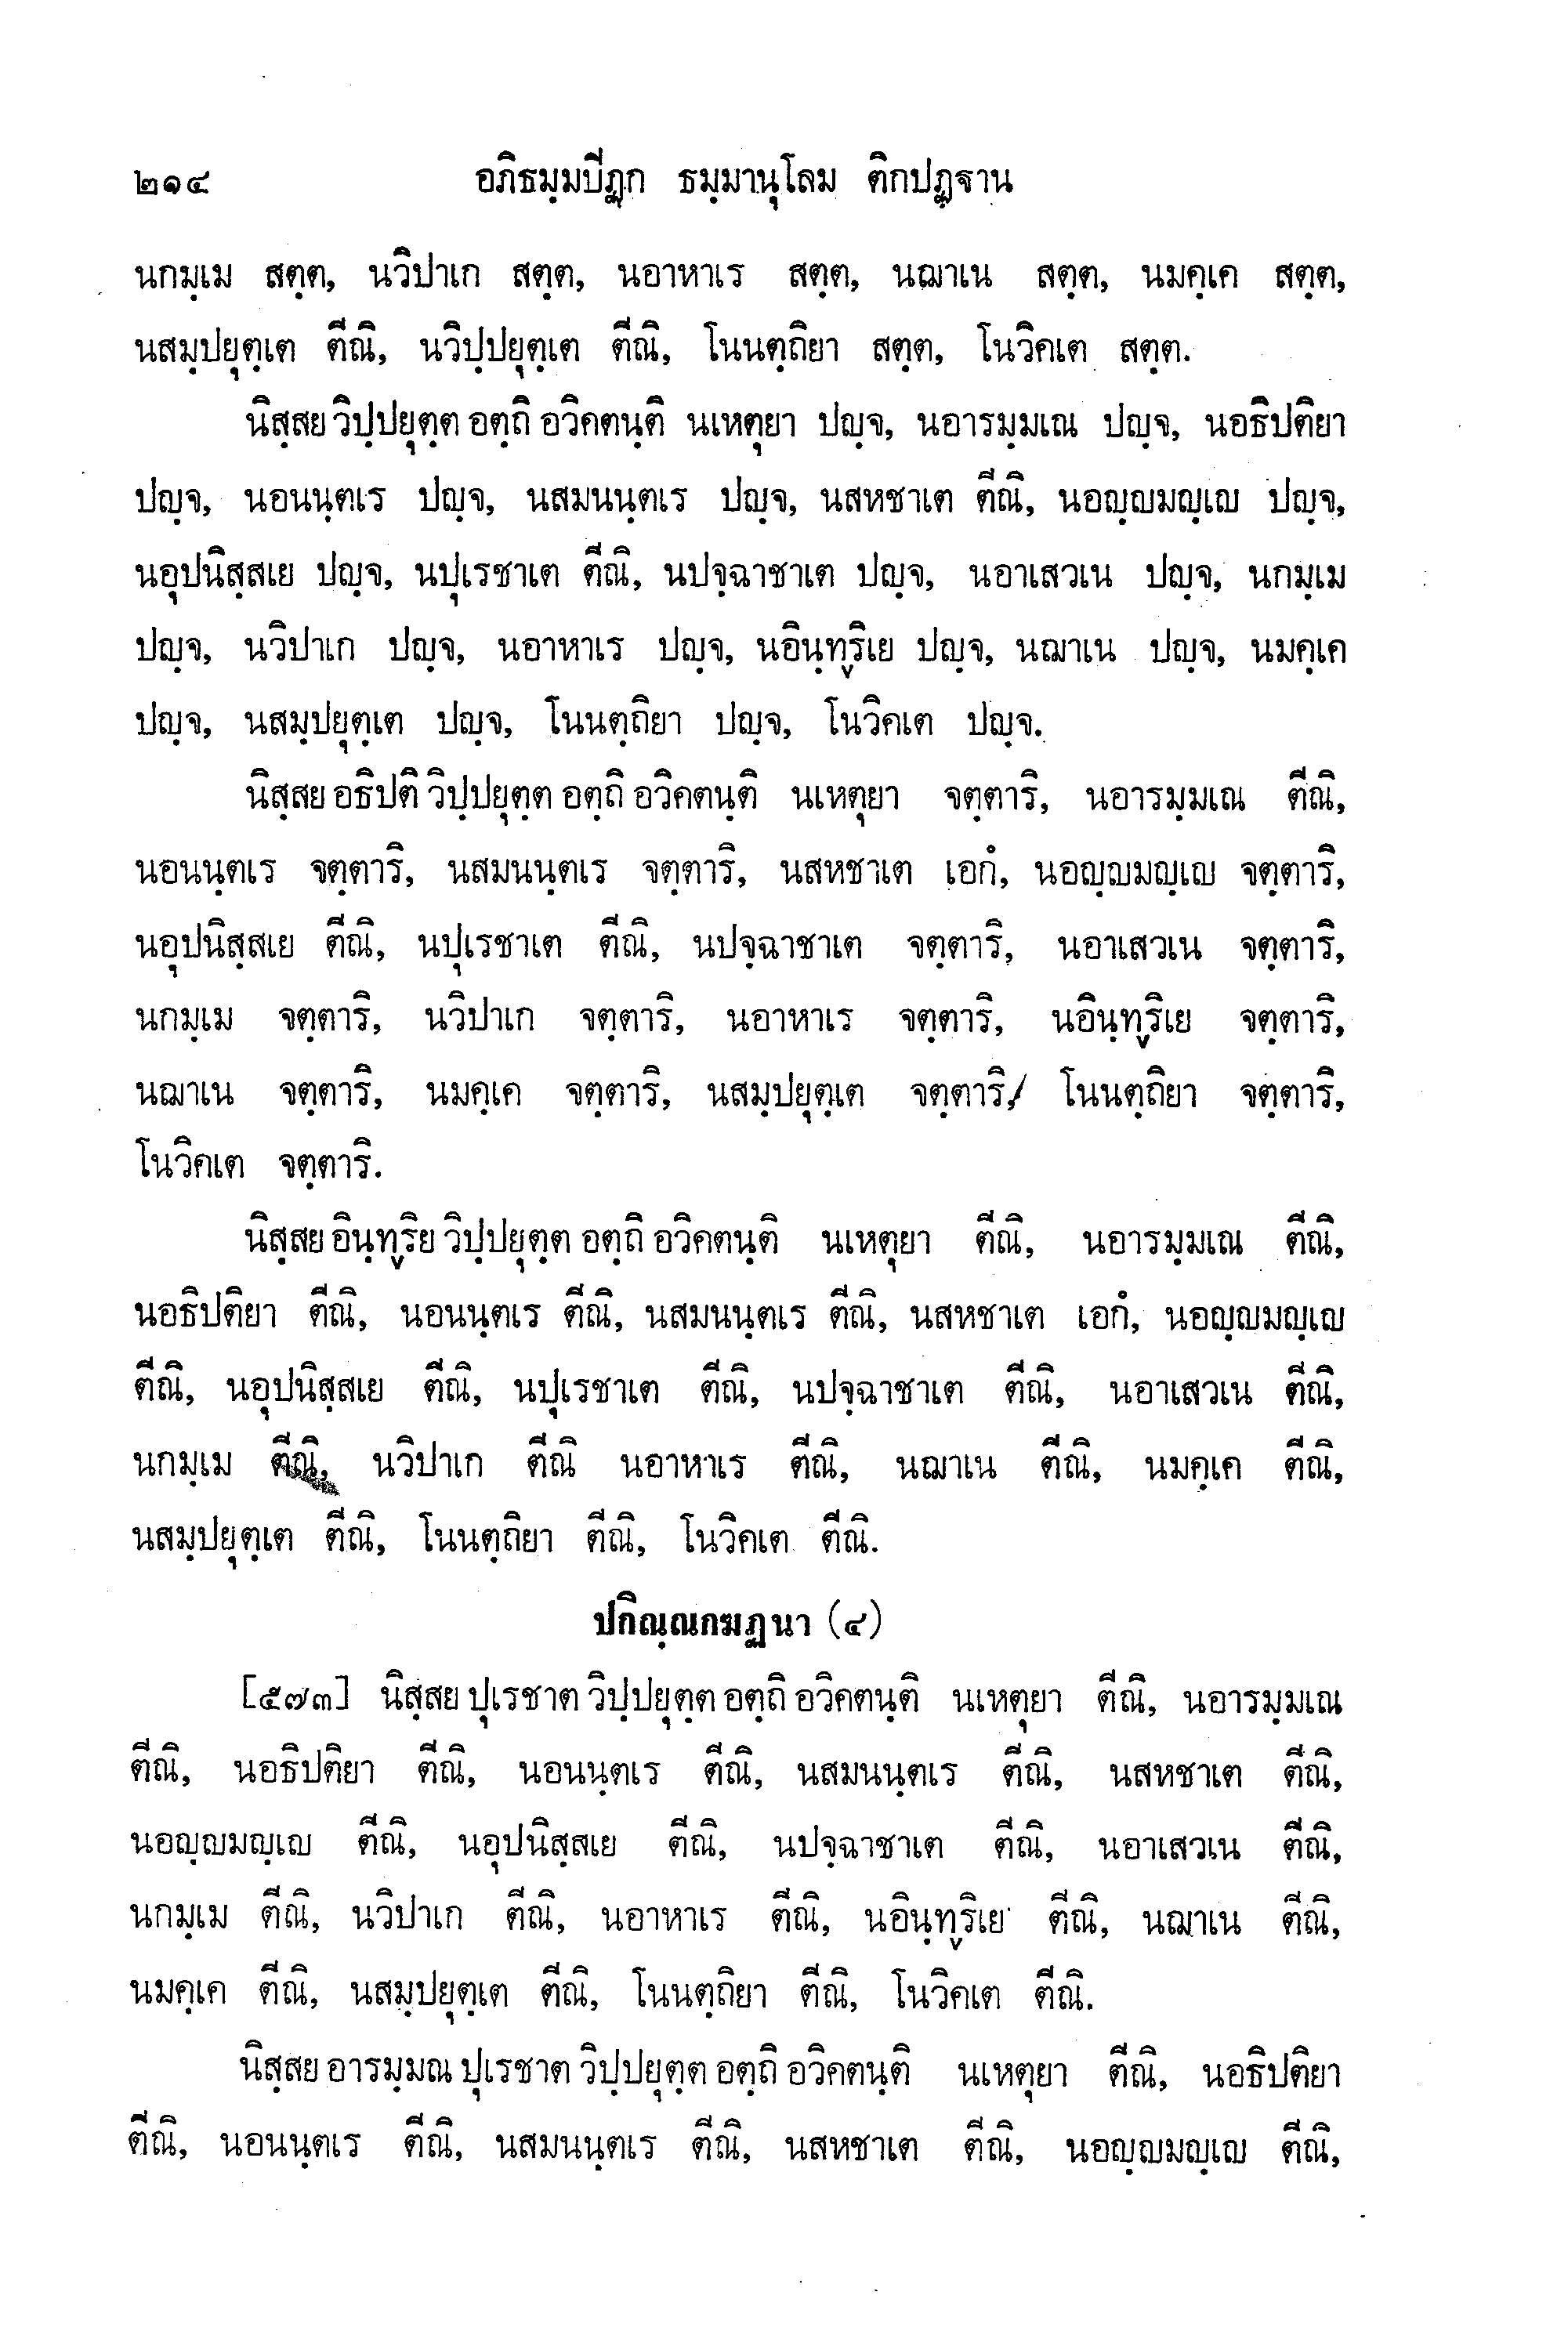 ๒๑๔ อภิธมฺมปีฏก ธมฺมานุโลม ติกปฏฺฐาน
นกมฺเม สตฺต, นวิปาเก สตฺต, นอาหาเร สตฺต, นฌาเน สตฺต, นมคฺเค สตฺต,
นสมฺปยุตฺเต ตีณิ, นวิปฺปยุตฺเต ตีณิ, โนนตฺถิยา สตฺต, โนวิคเต สตฺต.
นิสฺสย วิปฺปยุตฺต อตฺถิ อวิคตนฺติ นเหตุยา ปญฺจ, นอารมฺมเณ ปญฺจ, นอธิปติยา
ปญฺจ, นอนนฺตเร ปญฺจ, นสมนนฺตเร ปญฺจ, นสหชาเต ตีณิ, นอญฺญมญฺเญ ปญฺจ,
นอุปนิสฺสเย ปญฺจ, นปุเรชาเต ตีณิ, นปจฺฉาชาเต ปญฺจ, นอาเสวเน ปญฺจ, นกมฺเม
ปญฺจ, นวิปาเก ปญฺจ, นอาหาเร ปญฺจ, นอินฺทฺริเย ปญฺจ, นฌาเน ปญฺจ, นมคฺเค
ปญฺจ, นสมฺปยุตฺเต ปญฺจ, โนนตฺถิยา ปญฺจ, โนวิคเต ปญฺจ.
นิสฺสย อธิปติ วิปฺปยุตฺต อตฺถิ อวิคตนฺติ นเหตุยา จตฺตาริ, นอารมฺมเณ ตีณิ,
นอนนฺตเร จตฺตาริ, นสมนนฺตเร จตฺตาริ, นสหชาเต เอกํ, นอญฺญมญฺเญ จตฺตาริ,
นอุปนิสฺสเย ตีณิ, นปุเรชาเต ตีณิ, นปจฺฉาชาเต จตฺตาริ, นอาเสวเน จตฺตาริ,
นกมฺเม จตฺตาริ, นวิปาเก จตฺตาริ, นอาหาเร จตฺตาริ, นอินฺทฺริเย จตฺตาริ,
นฌาเน จตฺตาริ, นมคฺเค จตฺตาริ, นสมฺปยุตฺเต จตฺตาริ, โนนตฺถิยา จตฺตาริ,
โนวิคเต จตฺตาริ.
นิสฺสย อินฺทฺริย วิปฺปยุตฺต อตฺถิ อวิคตนฺติ นเหตุยา ตีณิ, นอารมฺมเณ ตีณิ,
นอธิปติยา ตีณิ, นอนนฺตเร ตีณิ, นสมนนฺตเร ตีณิ, นสหชาเต เอกํ, นอญฺญมญฺเญ
ตีณิ, นอุปนิสฺสเย ตีณิ, นปุเรชาเต ตีณิ, นปจฺฉาชาเต ตีณิ, นอาเสวเน ตีณิ,
นกมฺเม ตีณิ, นวิปาเก ตีณิ นอาหาเร ตีณิ, นฌาเน ตีณิ, นมคฺเค ตีณิ,
นสมฺปยุตฺเต ตีณิ, โนนตฺถิยา ตีณิ, โนวิคเต ตีณิ.
ปกิณฺณกฆฏนา (๔)
[๕๗๓] นิสฺสย ปุเรชาต วิปฺปยุตฺต อตฺถิ อวิคตนฺติ นเหตุยา ตีณิ, นอารมฺมเณ
ตีณิ, นอธิปติยา ตีณิ, นอนนฺตเร ตีณิ, นสมนนฺตเร ตีณิ, นสหชาเต ตีณิ,
นอญฺญมญฺเญ ตีณิ, นอุปนิสฺสเย ตีณิ, นปจฺฉาชาเต ตีณิ, นอาเสวเน ตีณิ,
นกมฺเม ตีณิ, นวิปาเก ตีณิ, นอาหาเร ตีณิ, นอินฺทฺริเย ตีณิ, นฌาเน ตีณิ,
นมคฺเค ตีณิ, นสมฺปยุตฺเต ตีณิ, โนนตฺถิยา ตีณิ, โนวิคเต ตีณิ.
นิสฺสย อารมฺมณ ปุเรชาต วิปฺปยุตฺต อตฺถิ อวิคตนฺติ นเหตุยา ตีณิ, นอธิปติยา
ตีณิ, นอนนฺตเร ตีณิ, นสมนนฺตเร ตีณิ, นสหชาเต ตีณิ, นอญฺญมญฺเญ ตีณิ,